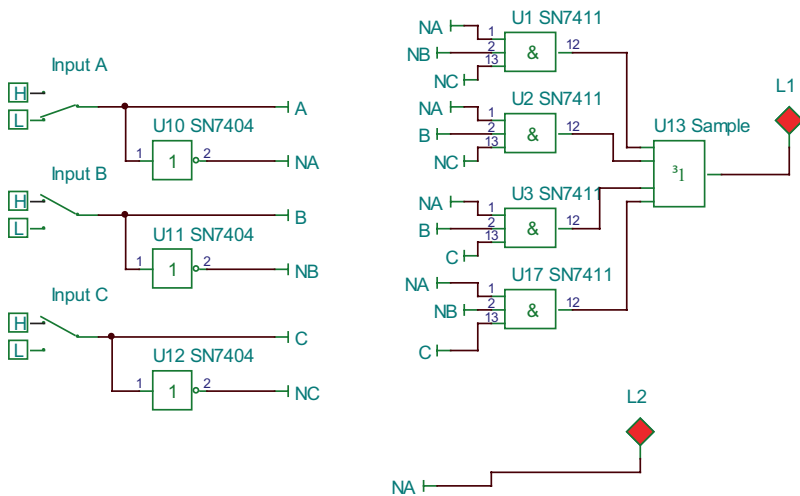 Input A
H
L
A
U10 SN7404
1
1
2
NA
Input B
H
L
B
U11 SN7404
1
1
2
NB
Input C
H
L
C
U12 SN7404
1
1
2
NC
NA
NB
NC
U1 SN7411
1
2
13
&
12
NA
B
NC
U2 SN7411
1
2
13
&
12
NA
B
C
U3 SN7411
1
2
13
&
12
NA
NB
C
U17 SN7411
1
2
13
&
12
U13 Sample
³1
L1
L2
NA